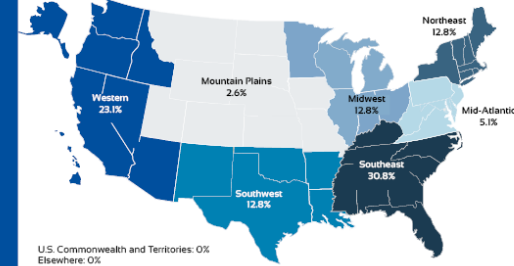 Northeast
12.8%
Mountain Plains
2.6%
Western
23.1%
Midwest
12.8%
Mid-Atlantic
5.1%
Southeast
30.8%
Southwest
12.8%
U.S. Commonwealth and Territories: 0%
Elsewhere: 0%